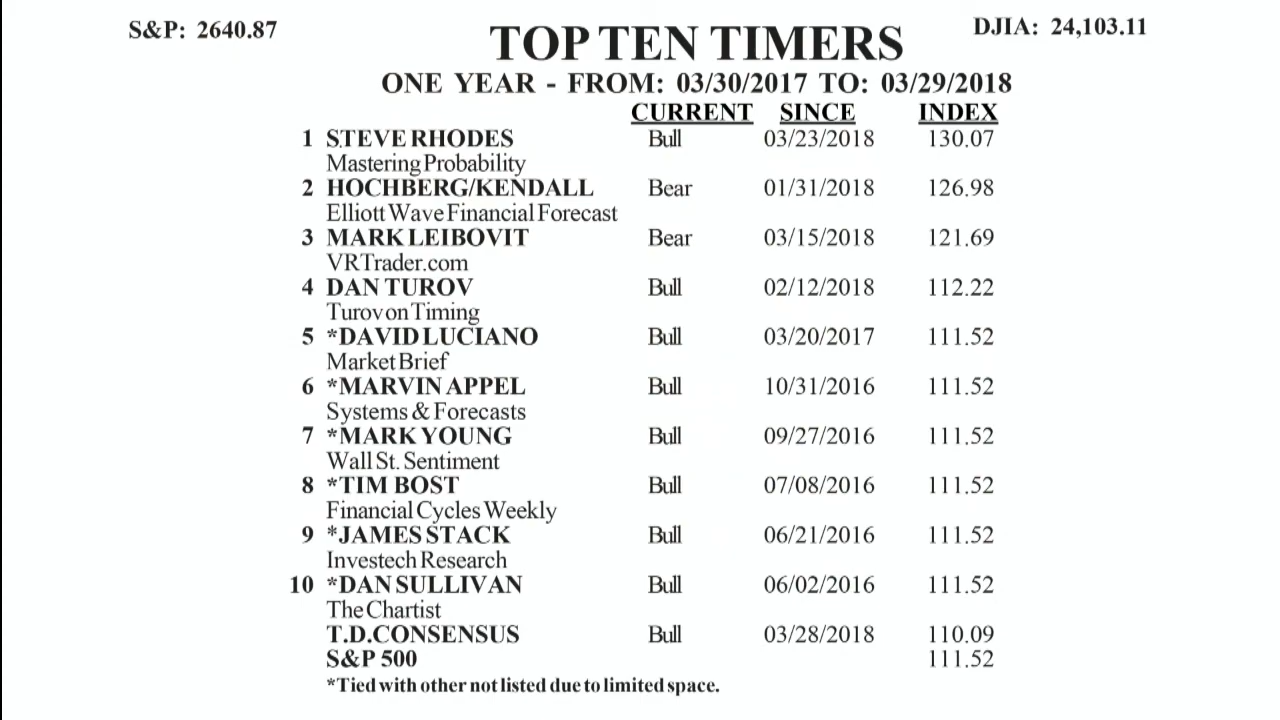 S&P: 2640.87
DJIA: 24,103.11
TOP TEN TIMERS
ONE YEAR - FROM: 03/30/2017 TO: 03/29/2018
CURRENT SINCE INDEX
1 STEVE RHODES Bull 03/23/2018 130.07
Mastering Probability
2 HOCHBERG/KENDALL Bear 01/31/2018 126.98
Elliott Wave Financial Forecast
3 MARK LEIBOVIT Bear 03/15/2018 121.69
VRTrader.com
4 DAN TUROV Bull 02/12/2018 112.22
Turov on Timing
5 *DAVID LUCIANO Bull 03/20/2017 111.52
Market Brief
6 *MARVIN APPEL Bull 10/31/2016 111.52
Systems & Forecasts
7 *MARK YOUNG Bull 09/27/2016 111.52
Wall St. Sentiment
8 *TIM BOST Bull 07/08/2016 111.52
Financial Cycles Weekly
9 *JAMES STACK Bull 06/21/2016 111.52
Investech Research
10 *DAN SULLIVAN Bull 06/02/2016 111.52
The Chartist
T.D.CONSENSUS Bull 03/28/2018 110.09
S&P 500 111.52
*Tied with other not listed due to limited space.